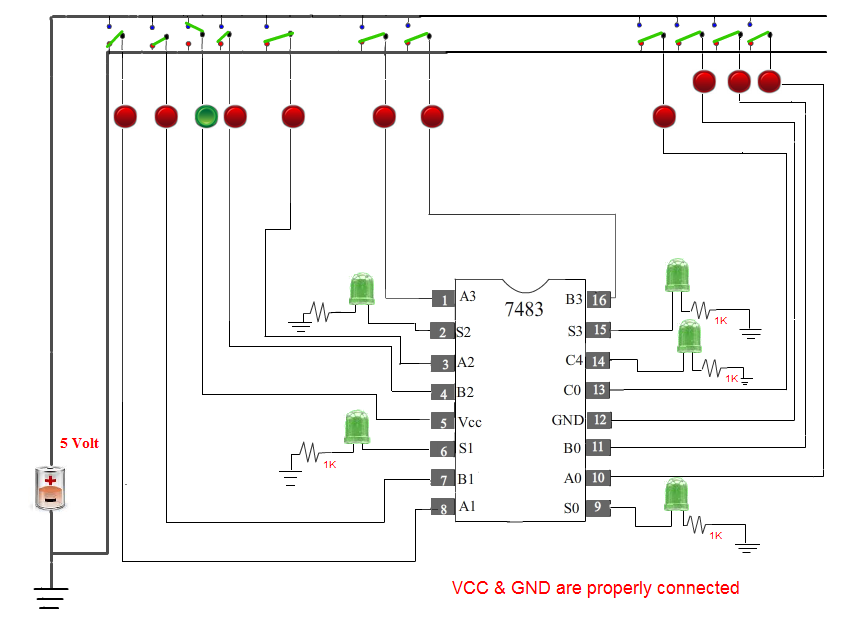 5 Volt
7483
1 A3
2 S2
3 A2
4 B2
5 Vcc
6 S1
7 B1
8 A1
B3 16
S3 15
C4 14
C0 13
GND 12
B0 11
A0 10
S0 9
1K
1K
1K
1K
VCC & GND are properly connected